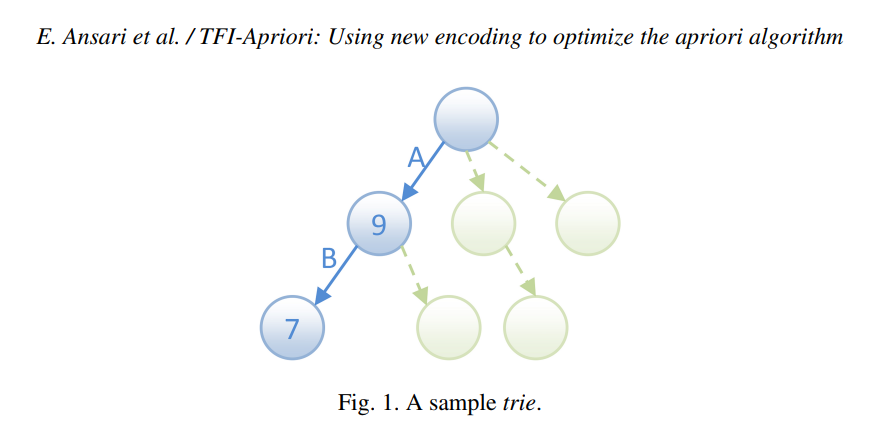 E. Ansari et al. / TFI-Apriori: Using new encoding to optimize the apriori algorithm
A
9
B
7
Fig. 1. A sample trie.